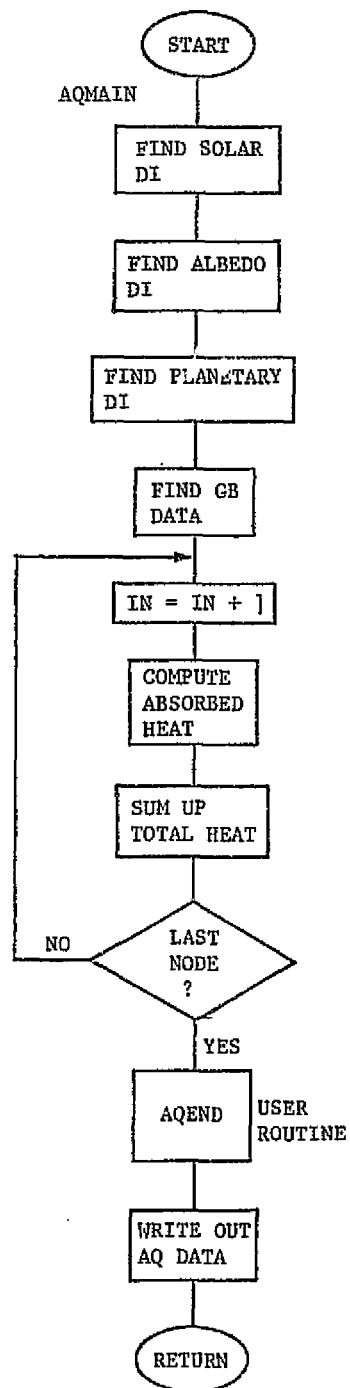 START
AQMAIN
FIND SOLAR
DI
FIND ALBEDO
DI
FIND PLANETARY
DI
FIND GB
DATA
IN = IN + ]
COMPUTE
ABSORBED
HEAT
SUM UP
TOTAL HEAT
NO
LAST
NODE
?
YES
AQEND
USER
ROUTINE
WRITE OUT
AQ DATA
RETURN